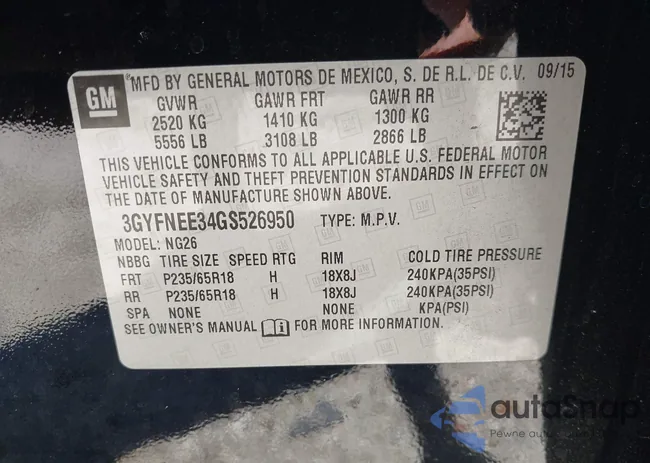 GM
*MFD BY GENERAL MOTORS DE MEXICO, S. DE R.L. DE C.V. 09/15
GVWR GAWR FRT GAWR RR
2520 KG 1410 KG 1300 KG
5556 LB 3108 LB 2866 LB
THIS VEHICLE CONFORMS TO ALL APPLICABLE U.S. FEDERAL MOTOR
VEHICLE SAFETY AND THEFT PREVENTION STANDARDS IN EFFECT ON
THE DATE OF MANUFACTURE SHOWN ABOVE.
3GYFNEE34GS526950 TYPE: M.P.V.
MODEL: NG26
NBBG TIRE SIZE SPEED RTG RIM COLD TIRE PRESSURE
FRT P235/65R18 H 18X8J 240KPA(35PSI)
RR P235/65R18 H 18X8J 240KPA(35PSI)
SPA NONE NONE KPA(PSI)
SEE OWNER'S MANUAL FOR MORE INFORMATION.
autoSnap
Pewne auto